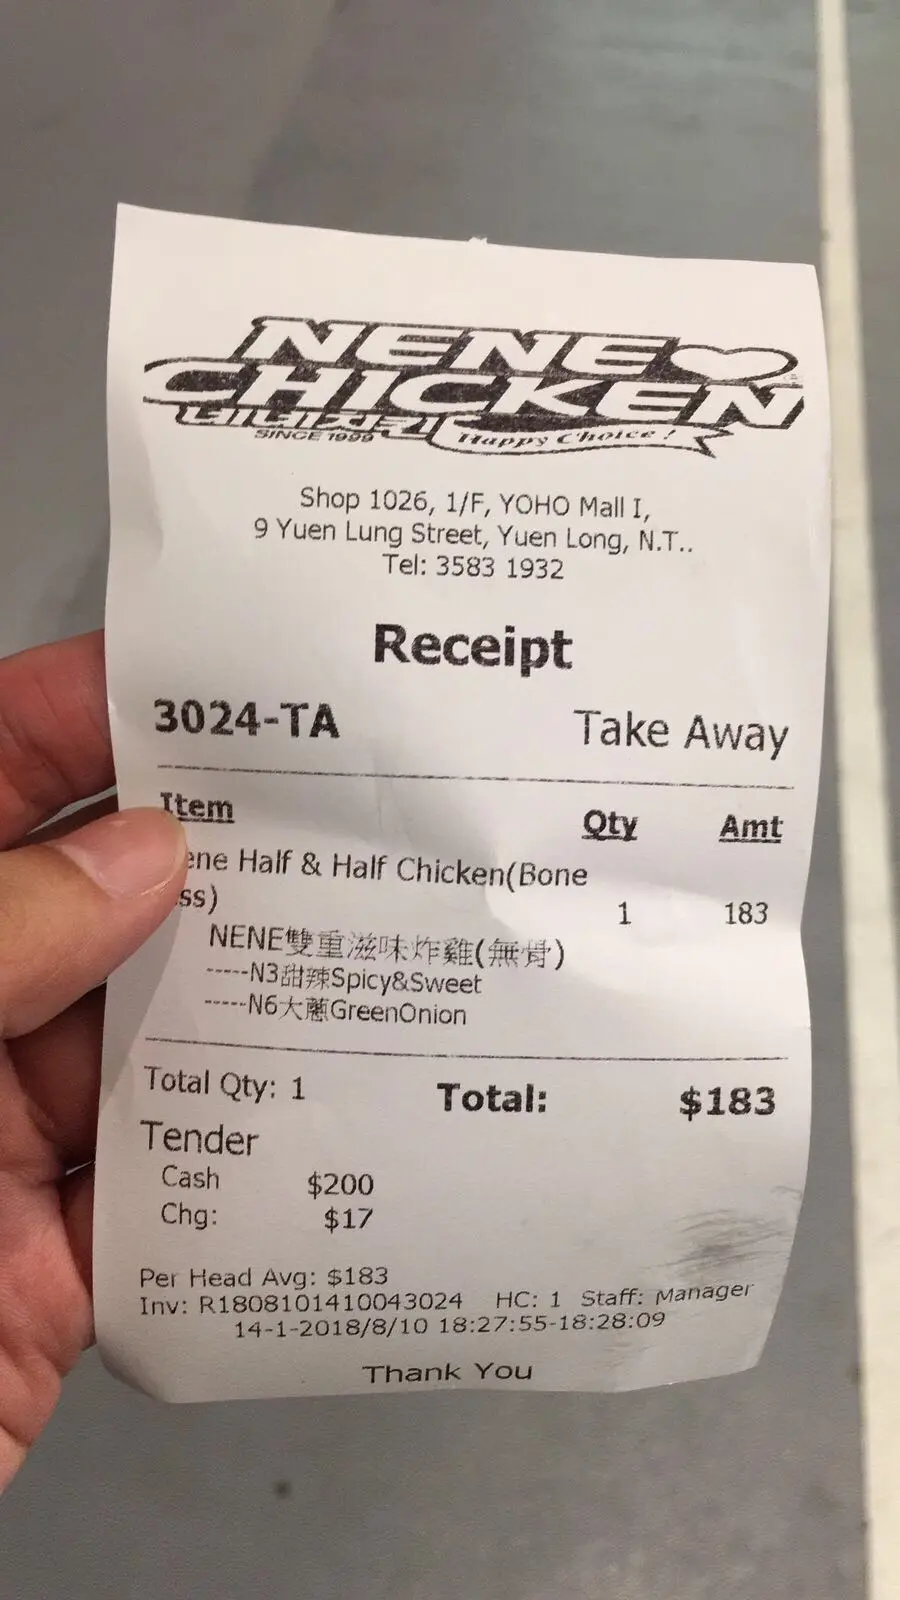 NENE
CHICKEN
네네치킨
SINCE 1999 Happy Choice !
Shop 1026, 1/F, YOHO Mall I,
9 Yuen Lung Street, Yuen Long, N.T..
Tel: 3583 1932
Receipt
3024-TA Take Away
Item Qty Amt
ene Half & Half Chicken(Bone
ss) 1 183
NENE雙重滋味炸雞(無骨)
-----N3甜辣Spicy&Sweet
-----N6大蔥GreenOnion
Total Qty: 1 Total: $183
Tender
Cash $200
Chg: $17
Per Head Avg: $183
Inv: R1808101410043024 HC: 1 Staff: Manager
14-1-2018/8/10 18:27:55-18:28:09
Thank You